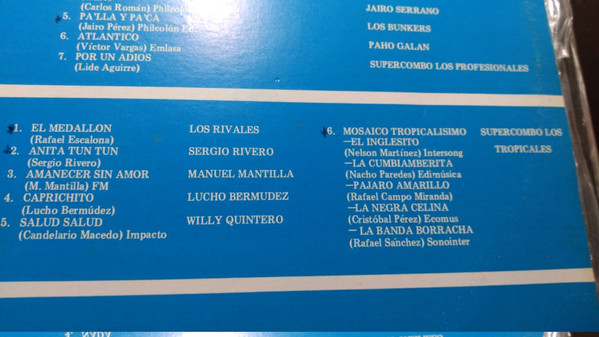 (Carlos Román) Philcolón
JAIRO SERRANO
5. PA'LLA Y PA'CA
(Jairo Pérez) Philcolón Ed.
LOS BUNKERS
6. ATLANTICO
(Víctor Vargas) Emlasa
PAHO GALAN
7. POR UN ADIOS
(Lide Aguirre)
SUPERCOMBO LOS PROFESIONALES
1. EL MEDALLON
(Rafael Escalona)
LOS RIVALES
2. ANITA TUN TUN
(Sergio Rivero)
SERGIO RIVERO
3. AMANECER SIN AMOR
(M. Mantilla) FM
MANUEL MANTILLA
4. CAPRICHITO
(Lucho Bermúdez)
LUCHO BERMUDEZ
5. SALUD SALUD
(Candelario Macedo) Impacto
WILLY QUINTERO
6. MOSAICO TROPICALISIMO
SUPERCOMBO LOS
TROPICALES
—EL INGLESITO
(Nelson Martínez) Intersong
—LA CUMBIAMBERITA
(Nacho Paredes) Edimúsica
—PAJARO AMARILLO
(Rafael Campo Miranda)
—LA NEGRA CELINA
(Cristóbal Pérez) Ecomus
— LA BANDA BORRACHA
(Rafael Sánchez) Sonointer